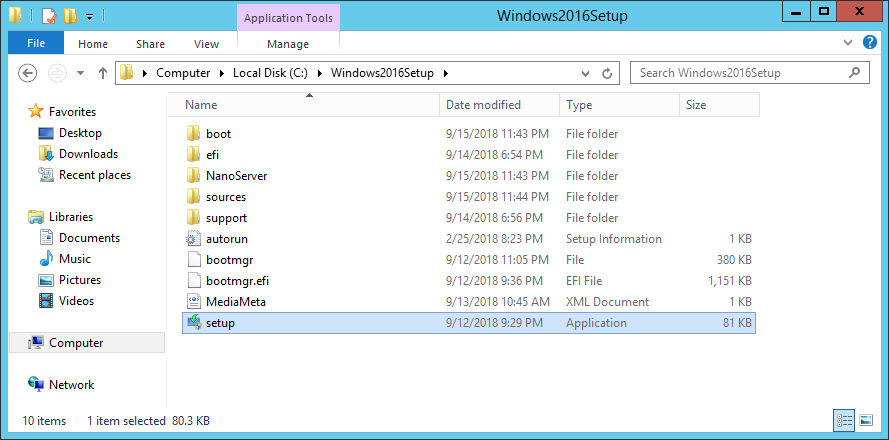 Application Tools
Windows2016Setup
File Home Share View Manage
Computer Local Disk (C:) Windows2016Setup Search Windows2016Setup
Favorites
Desktop
Downloads
Recent places
Libraries
Documents
Music
Pictures
Videos
Computer
Network
Name Date modified Type Size
boot 9/15/2018 11:43 PM File folder
efi 9/14/2018 6:54 PM File folder
NanoServer 9/15/2018 11:43 PM File folder
sources 9/15/2018 11:44 PM File folder
support 9/14/2018 6:56 PM File folder
autorun 2/25/2018 8:23 PM Setup Information 1 KB
bootmgr 9/12/2018 11:05 PM File 380 KB
bootmgr.efi 9/12/2018 9:36 PM EFI File 1,151 KB
MediaMeta 9/13/2018 10:45 AM XML Document 1 KB
setup 9/12/2018 9:29 PM Application 81 KB
10 items 1 item selected 80.3 KB